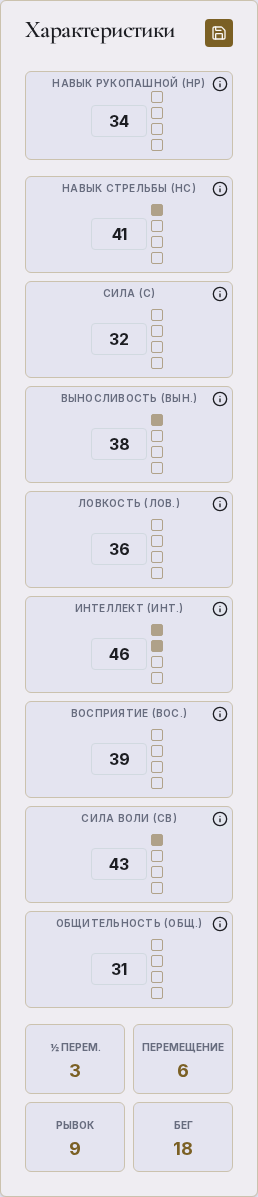 Характеристики
НАВЫК РУКОПАШНОЙ (НР)
34
НАВЫК СТРЕЛЬБЫ (НС)
41
СИЛА (С)
32
ВЫНОСЛИВОСТЬ (ВЫН.)
38
ЛОВКОСТЬ (ЛОВ.)
36
ИНТЕЛЛЕКТ (ИНТ.)
46
ВОСПРИЯТИЕ (ВОС.)
39
СИЛА ВОЛИ (СВ)
43
ОБЩИТЕЛЬНОСТЬ (ОБЩ.)
31
½ ПЕРЕМ.
3
ПЕРЕМЕЩЕНИЕ
6
РЫВОК
9
БЕГ
18